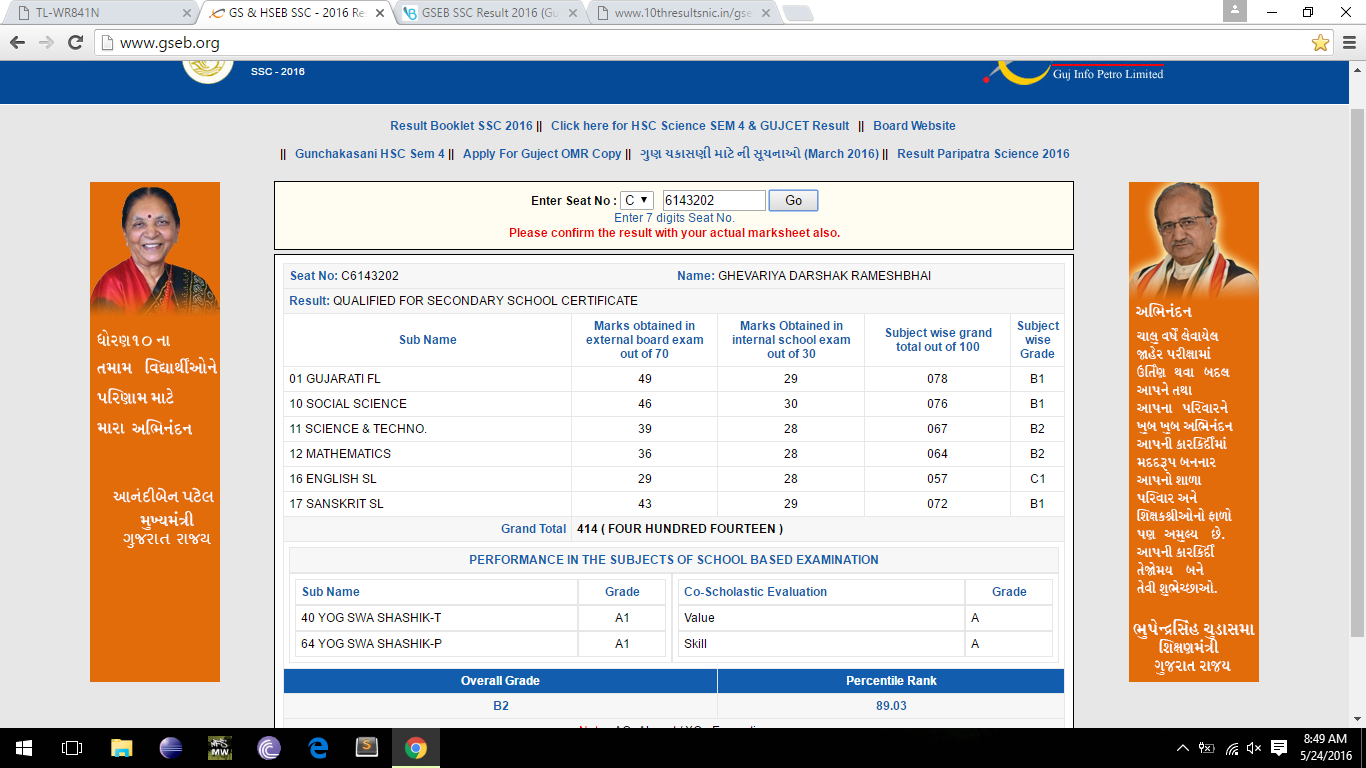 TL-WR841N
GS & HSEB SSC - 2016 Re
GSEB SSC Result 2016 (Gu
www.10thresultsnic.in/gse
www.gseb.org
SSC - 2016
Guj Info Petro Limited
Result Booklet SSC 2016 || Click here for HSC Science SEM 4 & GUJCET Result || Board Website
|| Gunchakasani HSC Sem 4 || Apply For Guject OMR Copy || ગુણ ચકાસણી માટે ની સૂચનાઓ (March 2016) || Result Paripatra Science 2016
ધોરણ૧૦ ના
તમામ વિદ્યાર્થીઓને
પરિણામ માટે
મારા અભિનંદન
આનંદીબેન પટેલ
મુખ્યમંત્રી
ગુજરાત રાજ્ય
Enter Seat No : C 6143202 Go
Enter 7 digits Seat No.
Please confirm the result with your actual marksheet also.
Seat No: C6143202 Name: GHEVARIYA DARSHAK RAMESHBHAI
Result: QUALIFIED FOR SECONDARY SCHOOL CERTIFICATE
Sub Name
Marks obtained in
external board exam
out of 70
Marks Obtained in
internal school exam
out of 30
Subject wise grand
total out of 100
Subject
wise
Grade
01 GUJARATI FL 49 29 078 B1
10 SOCIAL SCIENCE 46 30 076 B1
11 SCIENCE & TECHNO. 39 28 067 B2
12 MATHEMATICS 36 28 064 B2
16 ENGLISH SL 29 28 057 C1
17 SANSKRIT SL 43 29 072 B1
Grand Total 414 ( FOUR HUNDRED FOURTEEN )
PERFORMANCE IN THE SUBJECTS OF SCHOOL BASED EXAMINATION
Sub Name Grade Co-Scholastic Evaluation Grade
40 YOG SWA SHASHIK-T A1 Value A
64 YOG SWA SHASHIK-P A1 Skill A
Overall Grade Percentile Rank
B2 89.03
અભિનંદન
ચાલુ વર્ષે લેવાયેલ
જાહેર પરીક્ષામાં
ઉર્તિણ થવા બદલ
આપને તથા
આપના પરિવારને
ખુબ ખુબ અભિનંદન
આપની કારકિર્દીમાં
મદદરૂપ બનનાર
આપનો શાળા
પરિવાર અને
શિક્ષકશ્રીઓનો ફાળો
પણ અમુલ્ય છે.
આપની કારકિર્દી
તેજોમય બને
તેવી શુભેચ્છાઓ.
ભુપેન્દ્રસિંહ ચુડાસમા
શિક્ષણમંત્રી
ગુજરાત રાજ્ય
MW
8:49 AM
5/24/2016